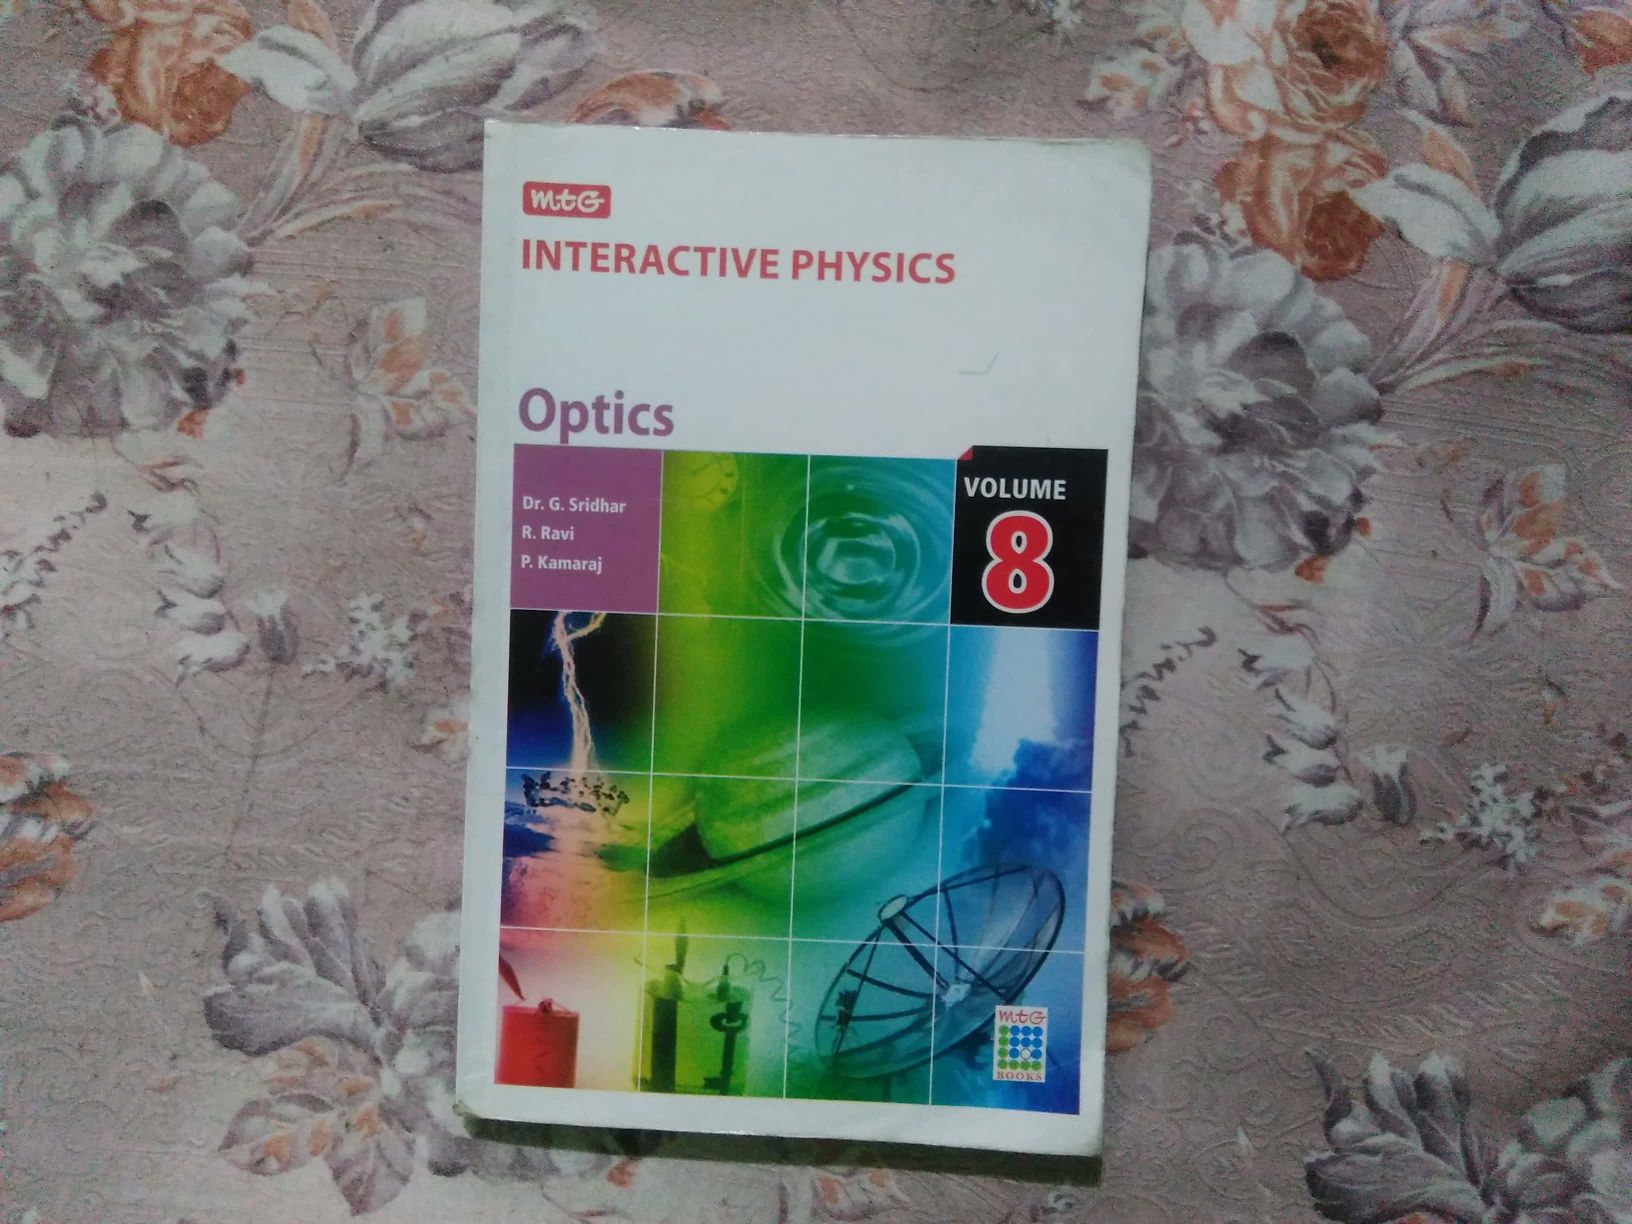 mtG
INTERACTIVE PHYSICS
Optics
Dr. G. Sridhar
R. Ravi
P. Kamaraj
VOLUME
8
mtG
BOOKS